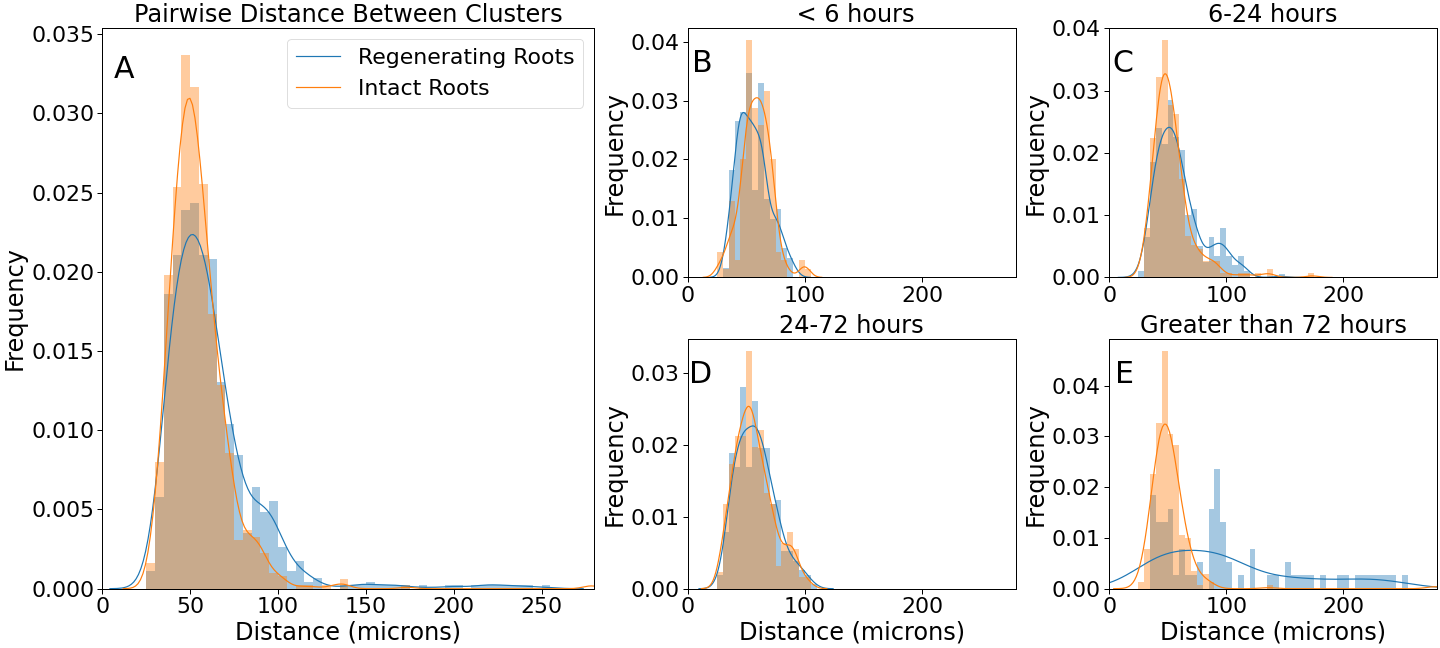 Pairwise Distance Between Clusters
A
Regenerating Roots
Intact Roots
0.035
0.030
0.025
0.020
0.015
0.010
0.005
0.000
Frequency
0 50 100 150 200 250
Distance (microns)
< 6 hours
B
0.04
0.03
0.02
0.01
0.00
Frequency
0 100 200
6-24 hours
C
0.04
0.03
0.02
0.01
0.00
Frequency
0 100 200
24-72 hours
D
0.03
0.02
0.01
0.00
Frequency
0 100 200
Distance (microns)
Greater than 72 hours
E
0.04
0.03
0.02
0.01
0.00
Frequency
0 100 200
Distance (microns)